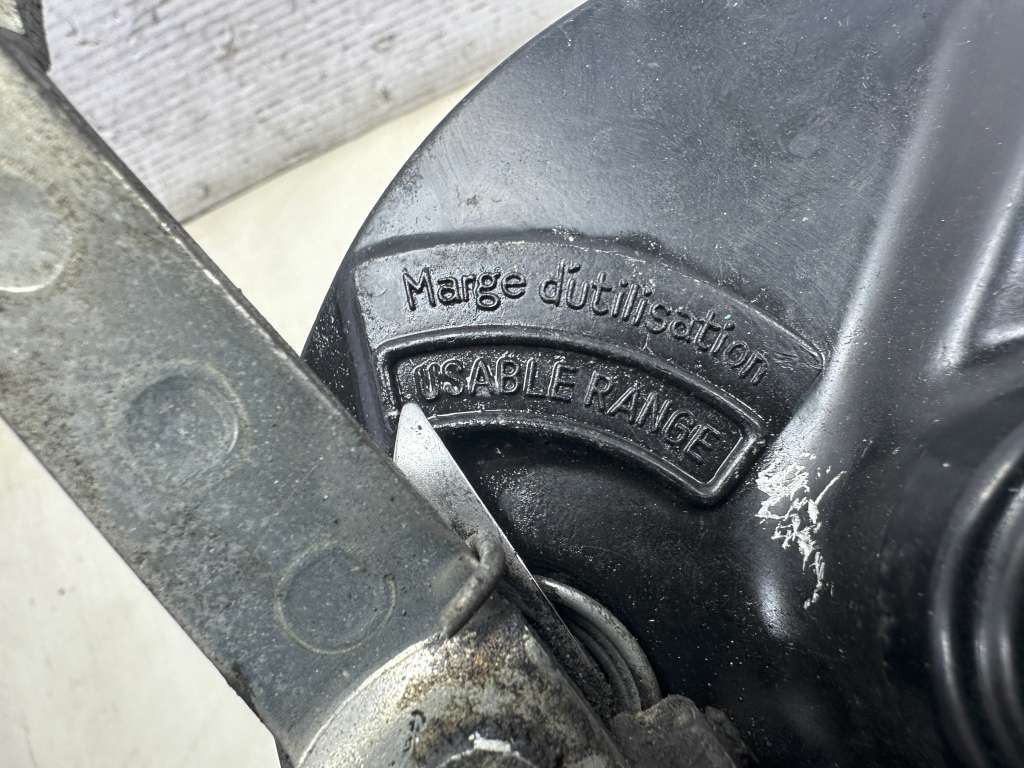 Marge d'utilisation
USABLE RANGE